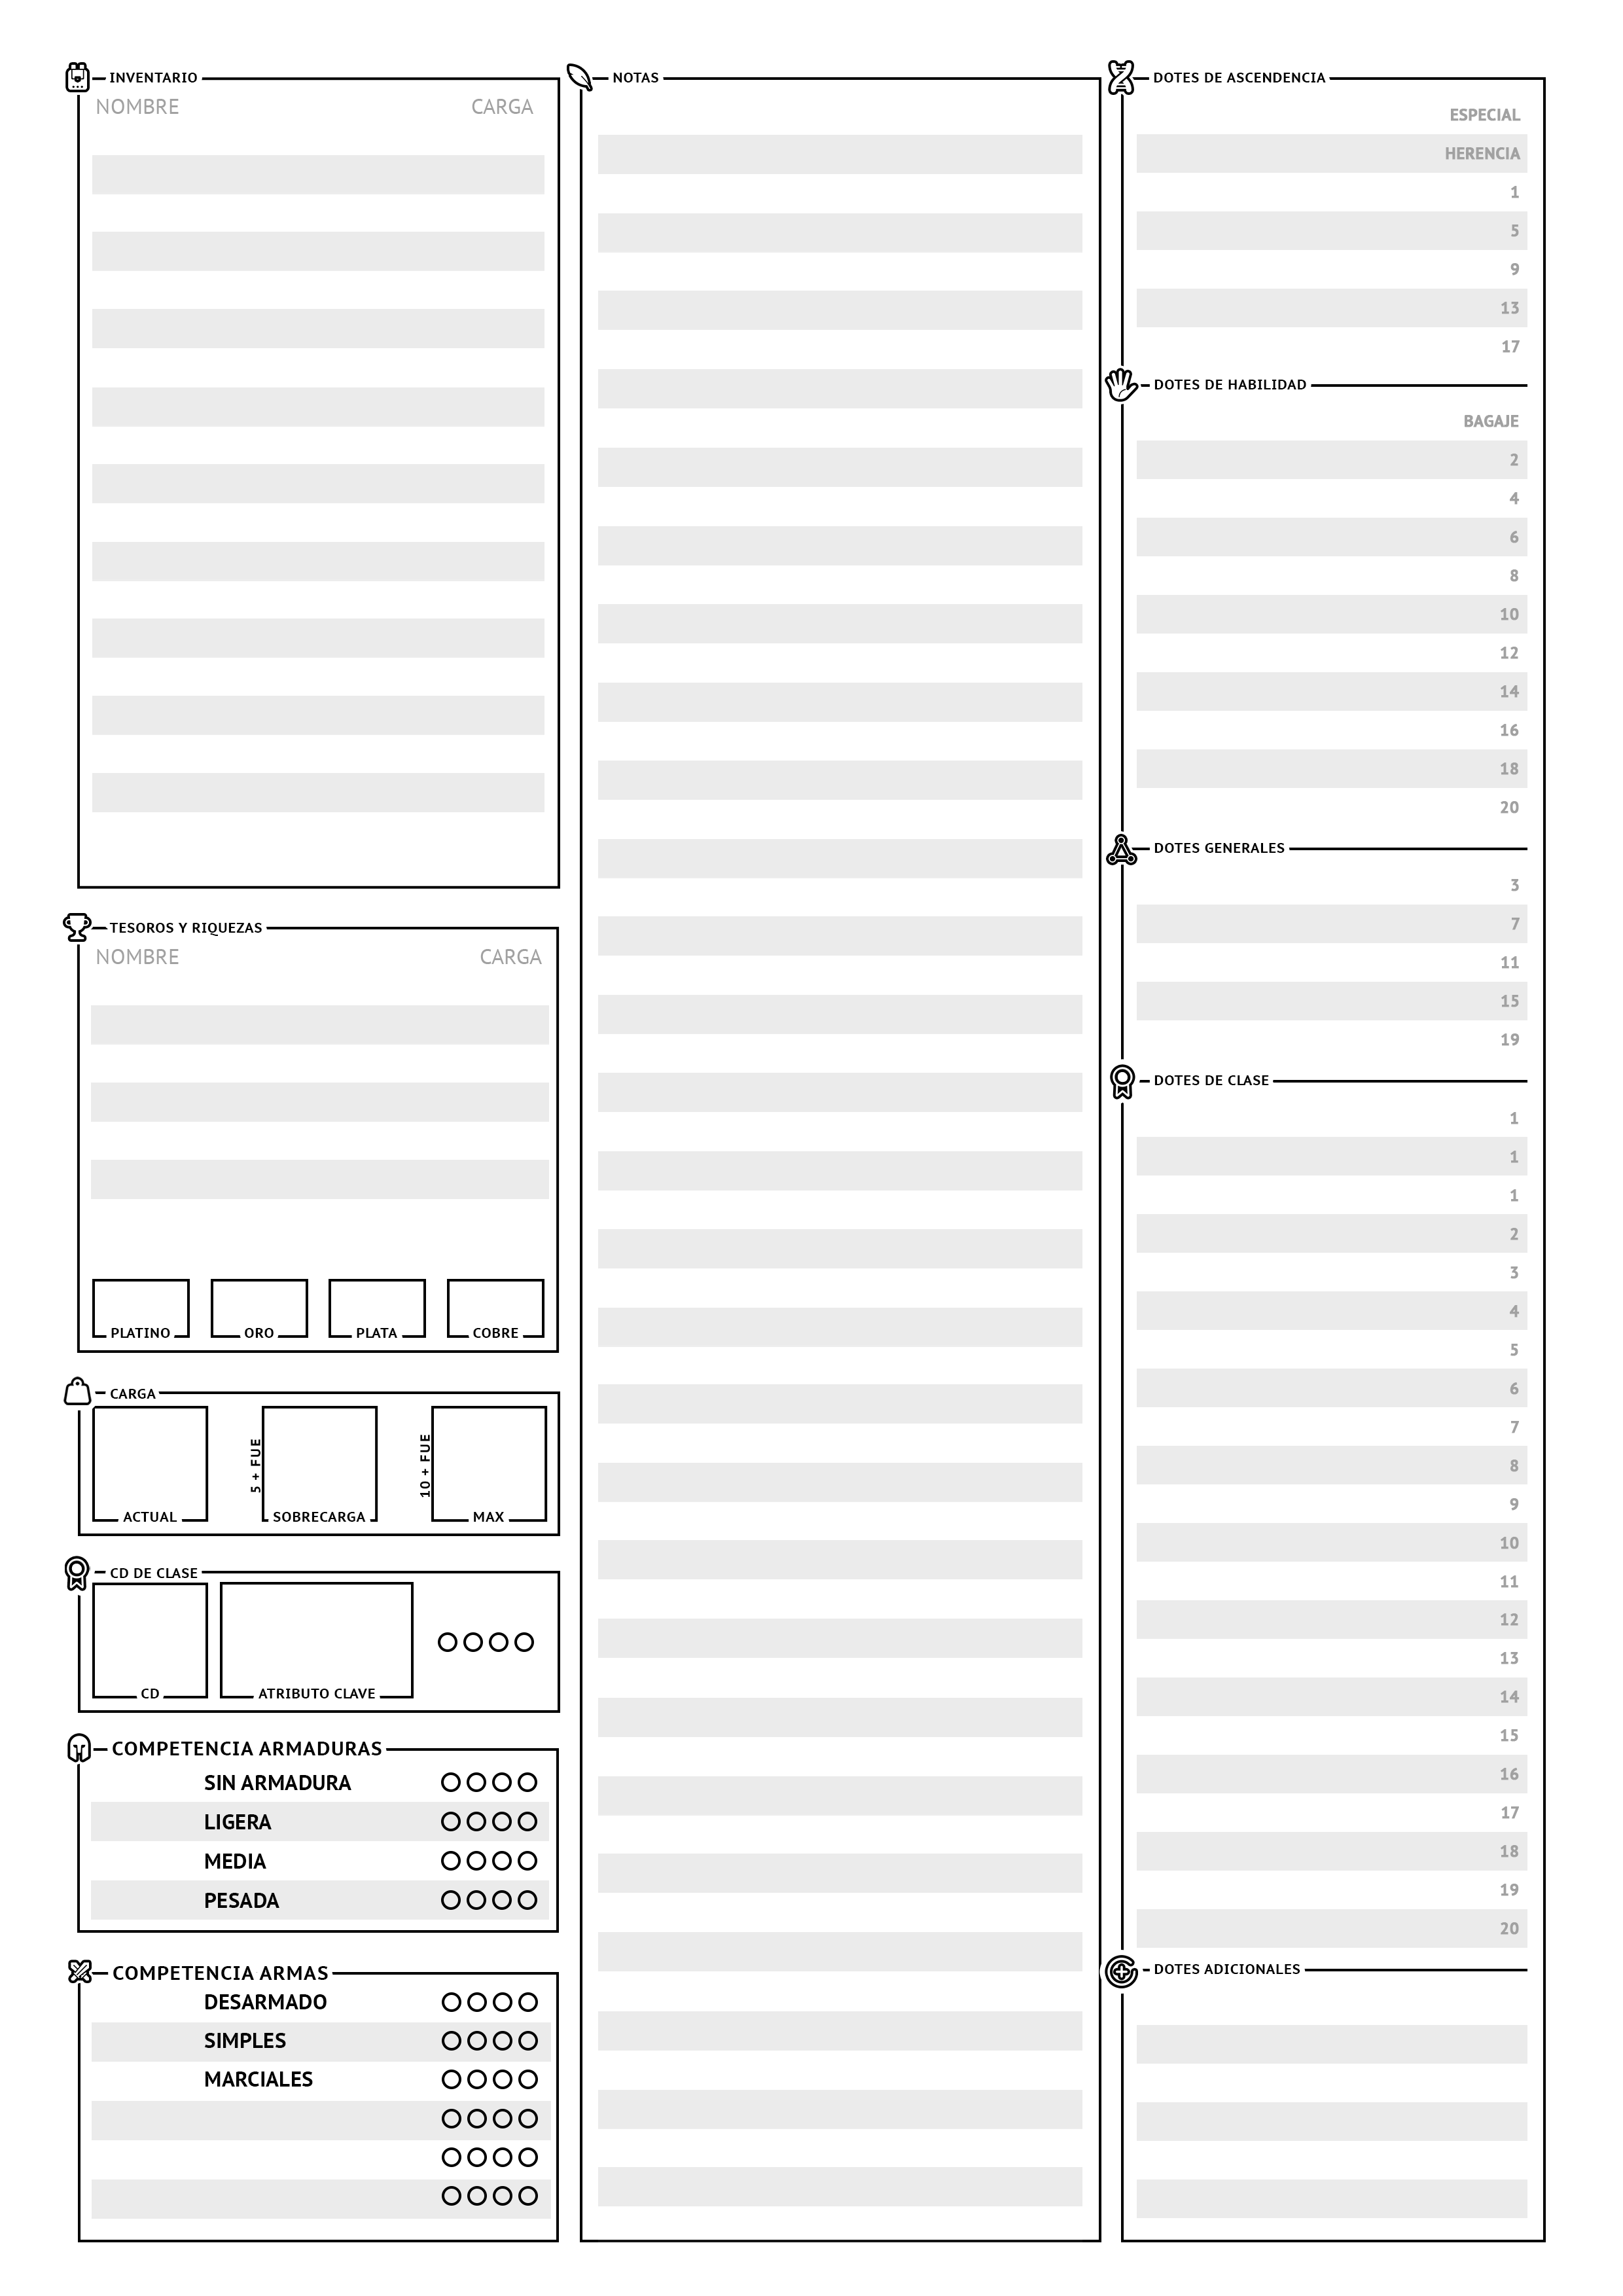 INVENTARIO
NOMBRE CARGA
TESOROS Y RIQUEZAS
NOMBRE CARGA
PLATINO ORO PLATA COBRE
CARGA
ACTUAL
5 + FUE
SOBRECARGA
10 + FUE
MAX
CD DE CLASE
CD ATRIBUTO CLAVE
COMPETENCIA ARMADURAS
SIN ARMADURA
LIGERA
MEDIA
PESADA
COMPETENCIA ARMAS
DESARMADO
SIMPLES
MARCIALES
NOTAS
DOTES DE ASCENDENCIA
ESPECIAL
HERENCIA
1
5
9
13
17
DOTES DE HABILIDAD
BAGAJE
2
4
6
8
10
12
14
16
18
20
DOTES GENERALES
3
7
11
15
19
DOTES DE CLASE
1
1
1
2
3
4
5
6
7
8
9
10
11
12
13
14
15
16
17
18
19
20
DOTES ADICIONALES